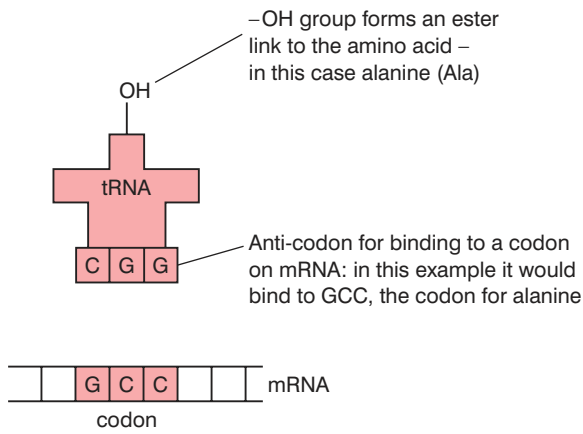 –OH group forms an ester
link to the amino acid –
in this case alanine (Ala)
OH
tRNA
C G G
Anti-codon for binding to a codon
on mRNA: in this example it would
bind to GCC, the codon for alanine
G C C
mRNA
codon